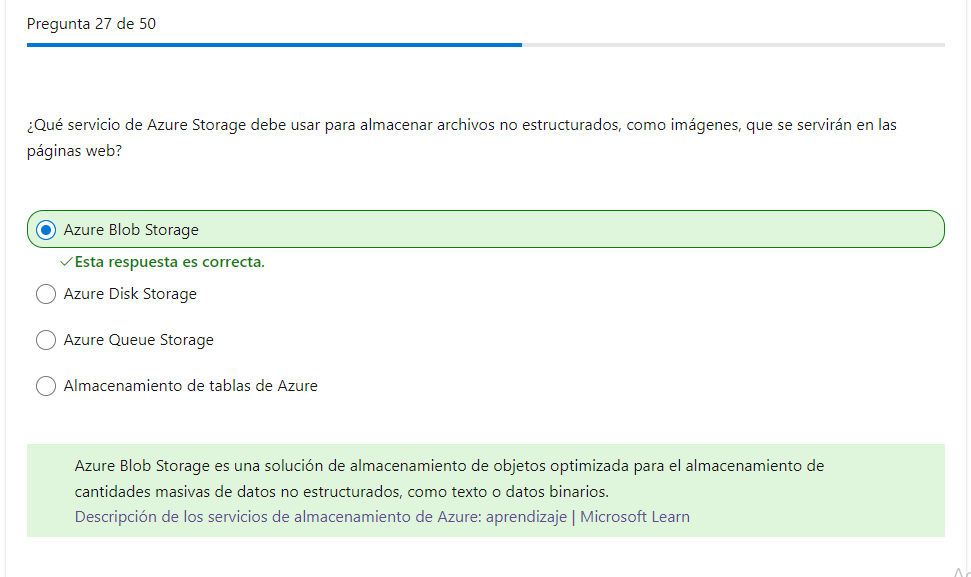 Pregunta 27 de 50
¿Qué servicio de Azure Storage debe usar para almacenar archivos no estructurados, como imágenes, que se servirán en las
páginas web?
Azure Blob Storage
✓Esta respuesta es correcta.
Azure Disk Storage
Azure Queue Storage
Almacenamiento de tablas de Azure
Azure Blob Storage es una solución de almacenamiento de objetos optimizada para el almacenamiento de
cantidades masivas de datos no estructurados, como texto o datos binarios.
Descripción de los servicios de almacenamiento de Azure: aprendizaje | Microsoft Learn